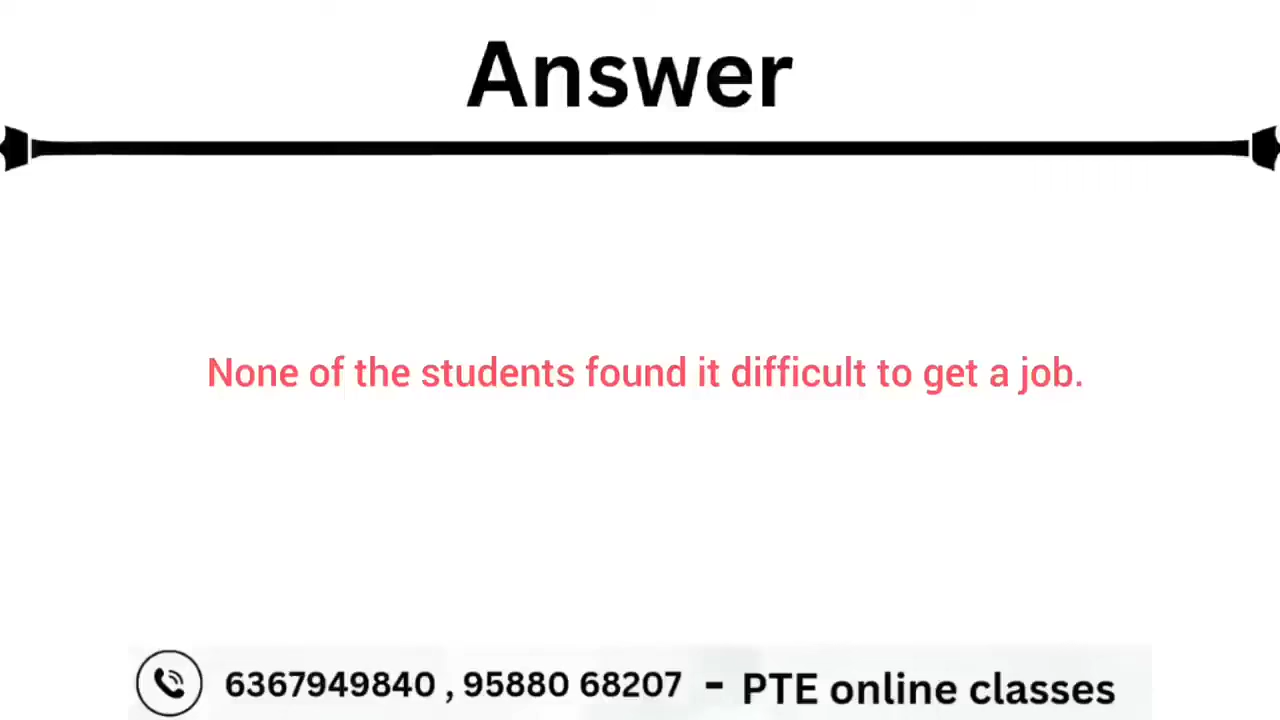 Answer
None of the students found it difficult to get a job.
6367949840 , 95880 68207 - PTE online classes